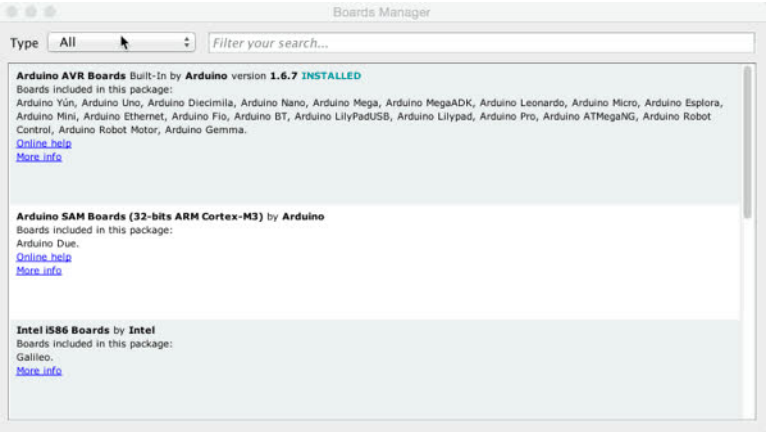 Boards Manager
Type All Filter your search...
Arduino AVR Boards Built-In by Arduino version 1.6.7 INSTALLED
Boards included in this package:
Arduino Yún, Arduino Uno, Arduino Diecimila, Arduino Nano, Arduino Mega, Arduino MegaADK, Arduino Leonardo, Arduino Micro, Arduino Esplora,
Arduino Mini, Arduino Ethernet, Arduino Fio, Arduino BT, Arduino LilyPadUSB, Arduino Lilypad, Arduino Pro, Arduino ATMegaNG, Arduino Robot
Control, Arduino Robot Motor, Arduino Gemma.
Online help
More info
Arduino SAM Boards (32-bits ARM Cortex-M3) by Arduino
Boards included in this package:
Arduino Due.
Online help
More info
Intel i586 Boards by Intel
Boards included in this package:
Galileo.
More info